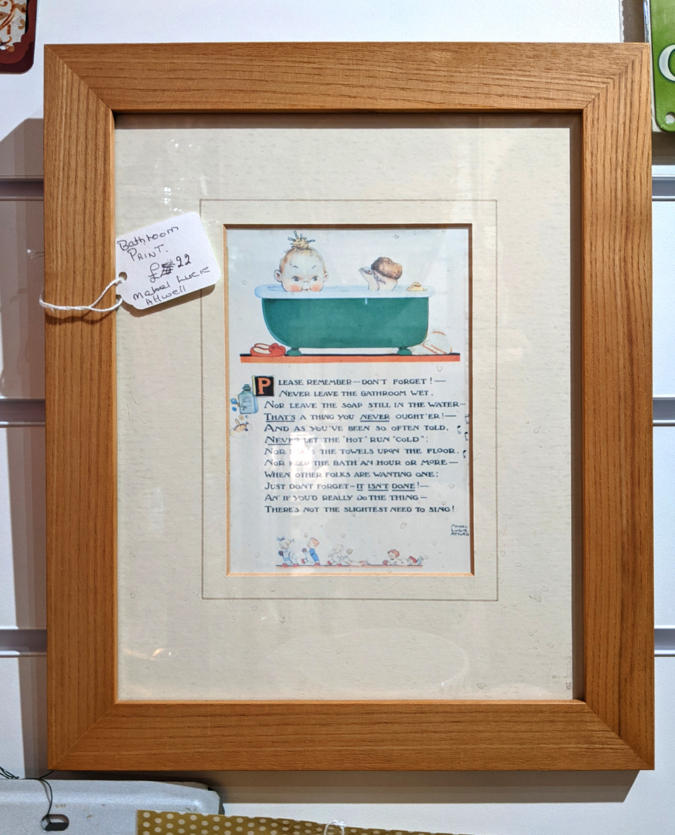 Bathroom
PRINT.
£22
Mabel Lucie
Attwell
PLEASE REMEMBER—DON'T FORGET!—
NEVER LEAVE THE BATHROOM WET,
NOR LEAVE THE SOAP STILL IN THE WATER—
THAT'S A THING YOU NEVER OUGHT'ER!—
AND AS YOU'VE BEEN SO OFTEN TOLD,
NEVER LET THE "HOT" RUN "COLD";
NOR THE TOWELS UPON THE FLOOR,
NOR KEEP THE BATH AN HOUR OR MORE—
WHEN OTHER FOLKS ARE WANTING ONE;
JUST DON'T FORGET—IT ISN'T DONE!—
AN' IF YOU'D REALLY DO THE THING—
THERE'S NOT THE SLIGHTEST NEED TO SING!
MABEL
LUCIE
ATTWELL